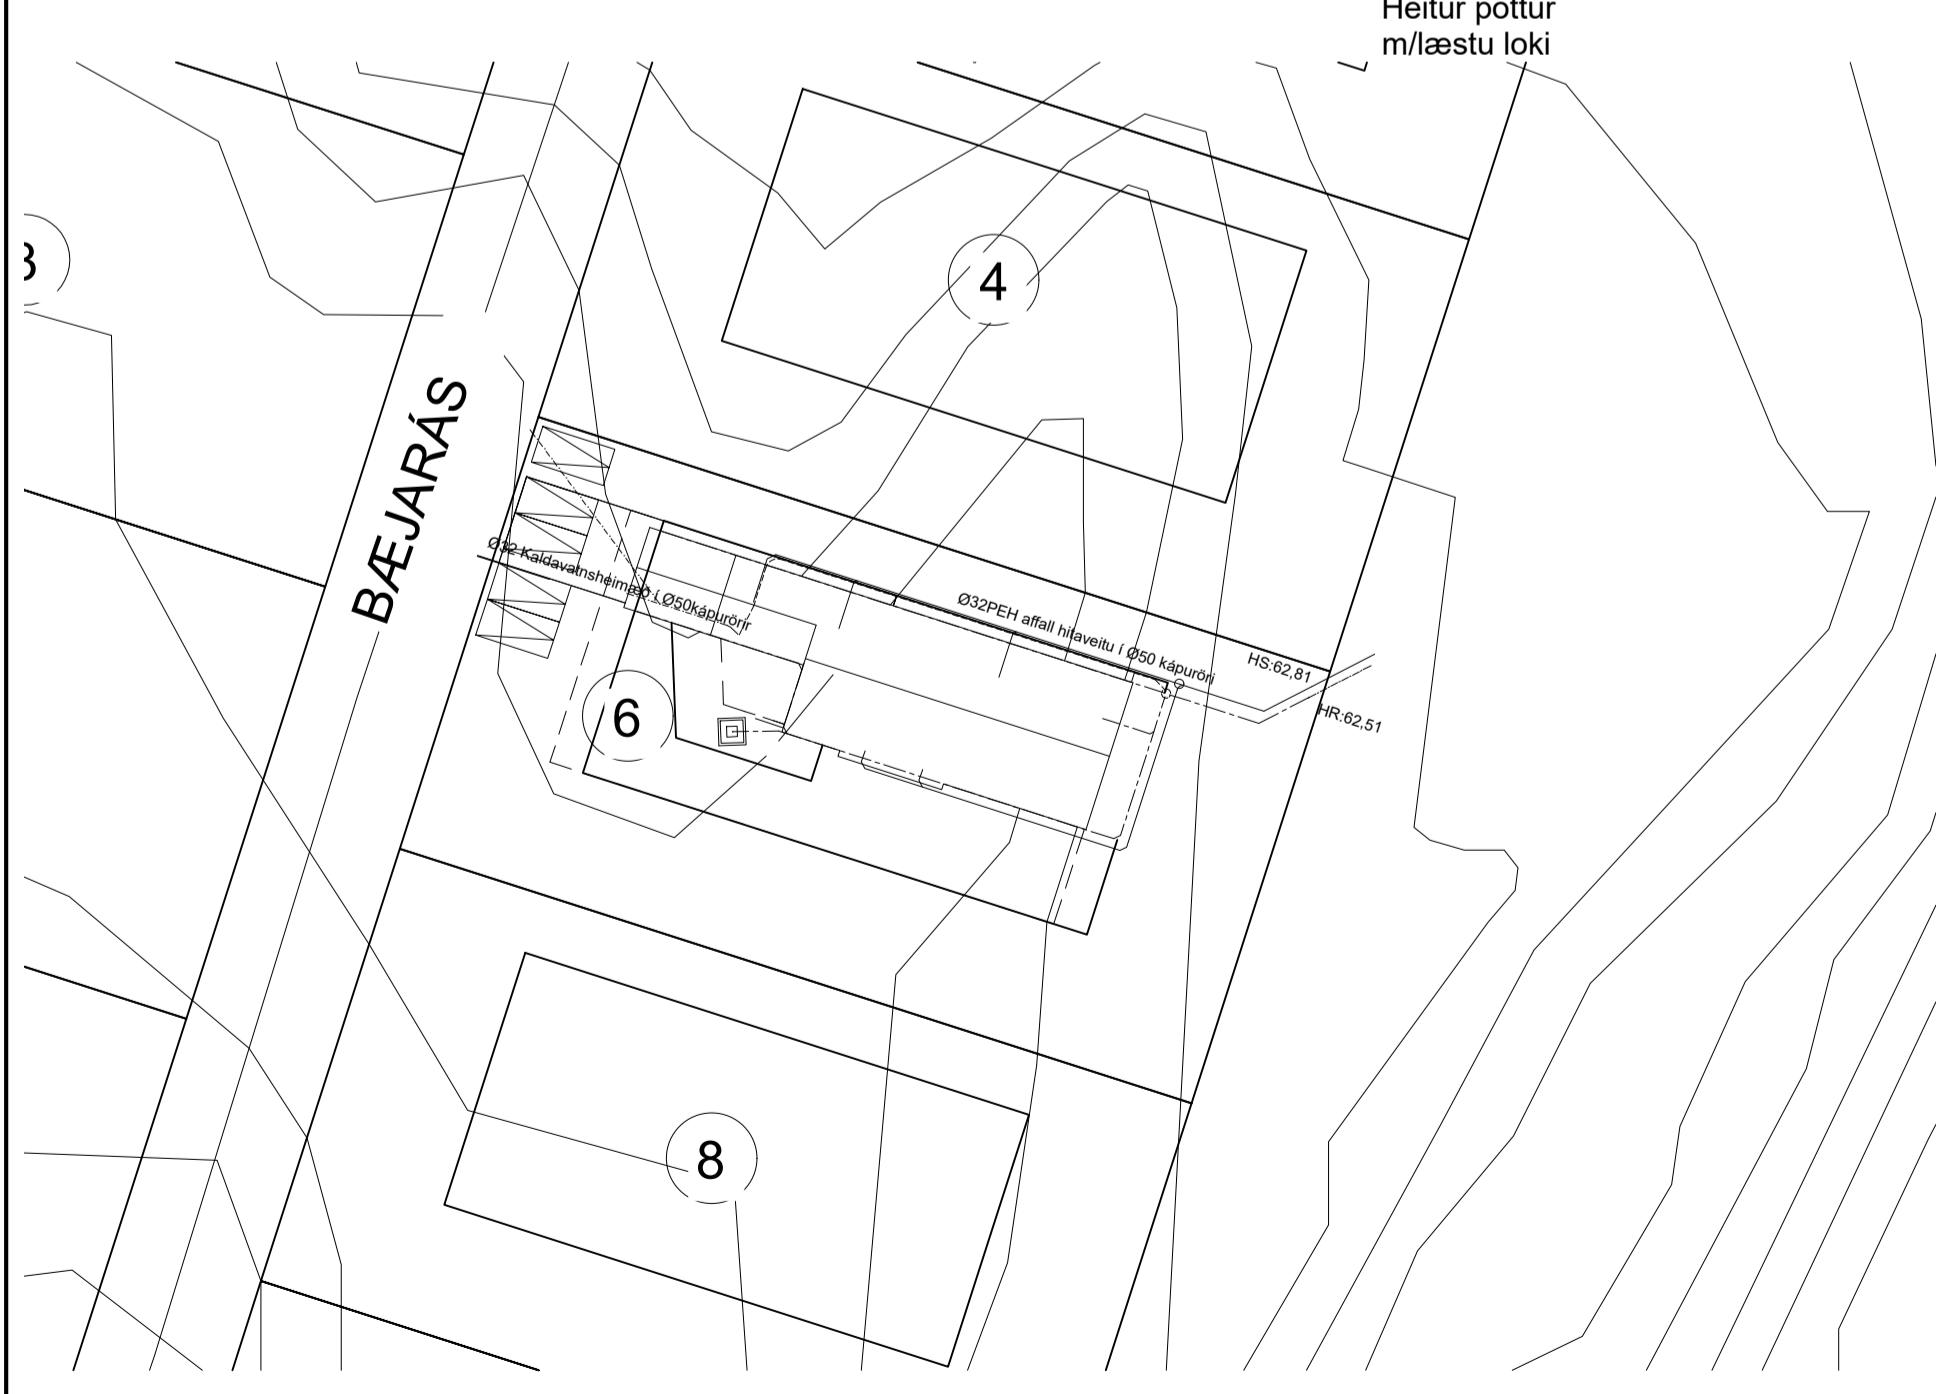 Heitur pottur
m/læstu loki
3
4
BÆJARÁS
Ø32 Kaldavatnsheimæð í Ø50kápurörir
Ø32PEH affall hitaveitu í Ø50 kápuröri
HS:62,81
HR:62,51
6
8